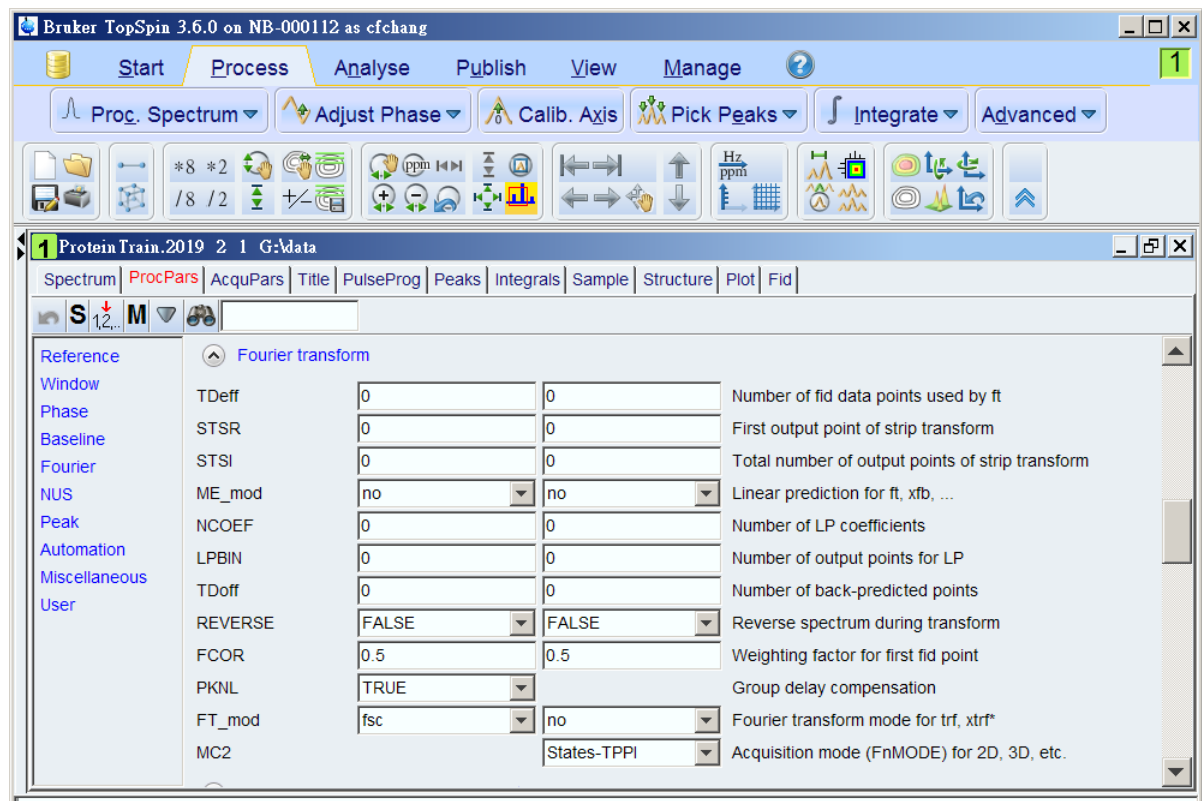 Bruker TopSpin 3.6.0 on NB-000112 as cfchang
Start Process Analyse Publish View Manage ? 1
Proc. Spectrum Adjust Phase Calib. Axis Pick Peaks Integrate Advanced
*8 *2 ppm Hz ppm
/8 /2 +/-
1 ProteinTrain.2019 2 1 G:\data
Spectrum ProcPars AcquPars Title PulseProg Peaks Integrals Sample Structure Plot Fid
S 1,2,.. M
Reference
Window
Phase
Baseline
Fourier
NUS
Peak
Automation
Miscellaneous
User
Fourier transform
TDeff 0 0 Number of fid data points used by ft
STSR 0 0 First output point of strip transform
STSI 0 0 Total number of output points of strip transform
ME_mod no no Linear prediction for ft, xfb, ...
NCOEF 0 0 Number of LP coefficients
LPBIN 0 0 Number of output points for LP
TDoff 0 0 Number of back-predicted points
REVERSE FALSE FALSE Reverse spectrum during transform
FCOR 0.5 0.5 Weighting factor for first fid point
PKNL TRUE Group delay compensation
FT_mod fsc no Fourier transform mode for trf, xtrf*
MC2 States-TPPI Acquisition mode (FnMODE) for 2D, 3D, etc.